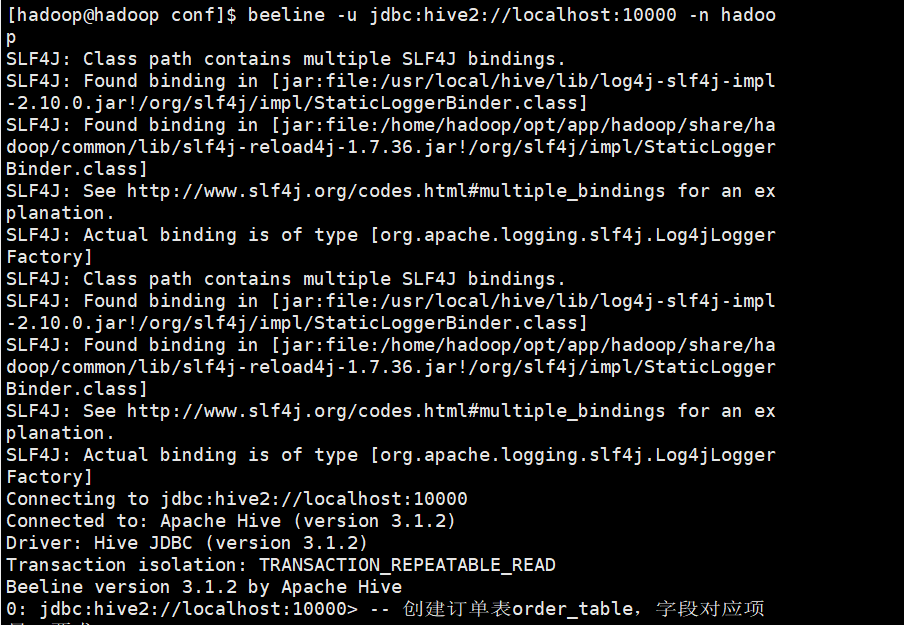 [hadoop@hadoop conf]$ beeline -u jdbc:hive2://localhost:10000 -n hadoo
p
SLF4J: Class path contains multiple SLF4J bindings.
SLF4J: Found binding in [jar:file:/usr/local/hive/lib/log4j-slf4j-impl
-2.10.0.jar!/org/slf4j/impl/StaticLoggerBinder.class]
SLF4J: Found binding in [jar:file:/home/hadoop/opt/app/hadoop/share/ha
doop/common/lib/slf4j-reload4j-1.7.36.jar!/org/slf4j/impl/StaticLogger
Binder.class]
SLF4J: See http://www.slf4j.org/codes.html#multiple_bindings for an ex
planation.
SLF4J: Actual binding is of type [org.apache.logging.slf4j.Log4jLogger
Factory]
SLF4J: Class path contains multiple SLF4J bindings.
SLF4J: Found binding in [jar:file:/usr/local/hive/lib/log4j-slf4j-impl
-2.10.0.jar!/org/slf4j/impl/StaticLoggerBinder.class]
SLF4J: Found binding in [jar:file:/home/hadoop/opt/app/hadoop/share/ha
doop/common/lib/slf4j-reload4j-1.7.36.jar!/org/slf4j/impl/StaticLogger
Binder.class]
SLF4J: See http://www.slf4j.org/codes.html#multiple_bindings for an ex
planation.
SLF4J: Actual binding is of type [org.apache.logging.slf4j.Log4jLogger
Factory]
Connecting to jdbc:hive2://localhost:10000
Connected to: Apache Hive (version 3.1.2)
Driver: Hive JDBC (version 3.1.2)
Transaction isolation: TRANSACTION_REPEATABLE_READ
Beeline version 3.1.2 by Apache Hive
0: jdbc:hive2://localhost:10000> -- 创建订单表order_table，字段对应项